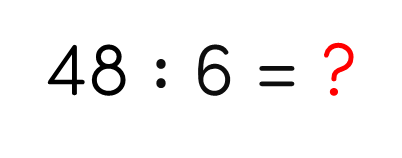 48 : 6 = ?